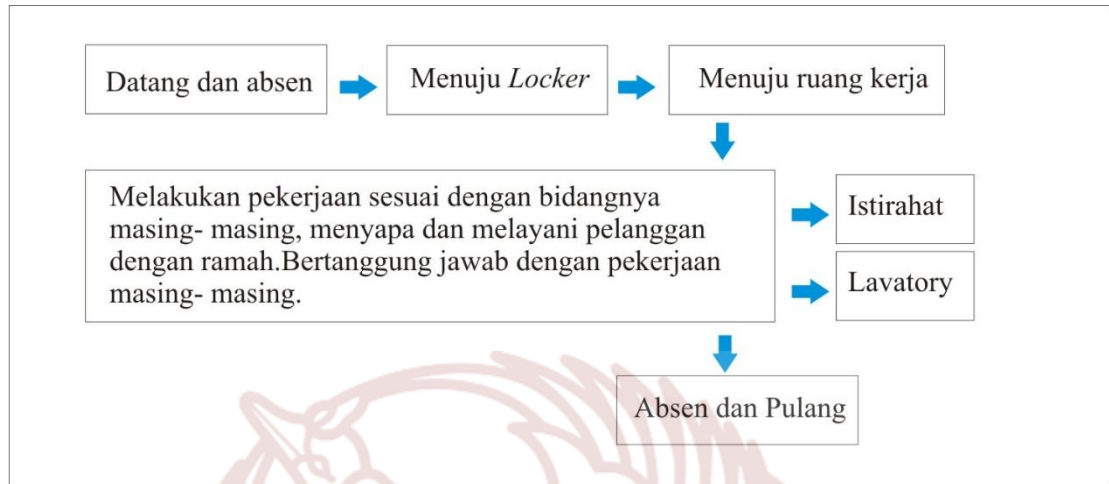 Datang dan absen
Menuju Locker
Menuju ruang kerja
Melakukan pekerjaan sesuai dengan bidangnya
masing- masing, menyapa dan melayani pelanggan
dengan ramah.Bertanggung jawab dengan pekerjaan
masing- masing.
Istirahat
Lavatory
Absen dan Pulang